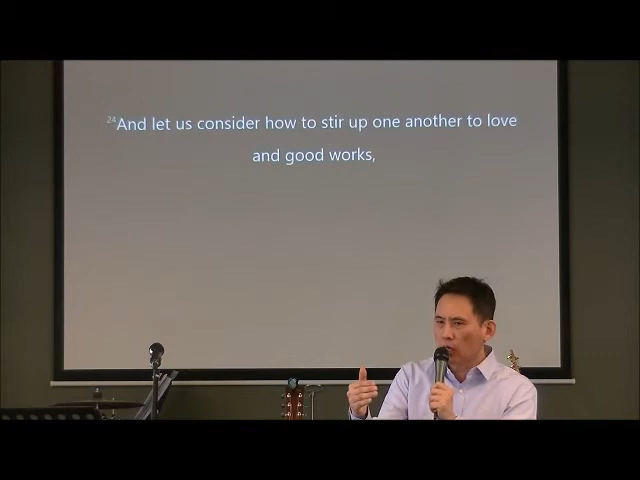 24And let us consider how to stir up one another to love
and good works,